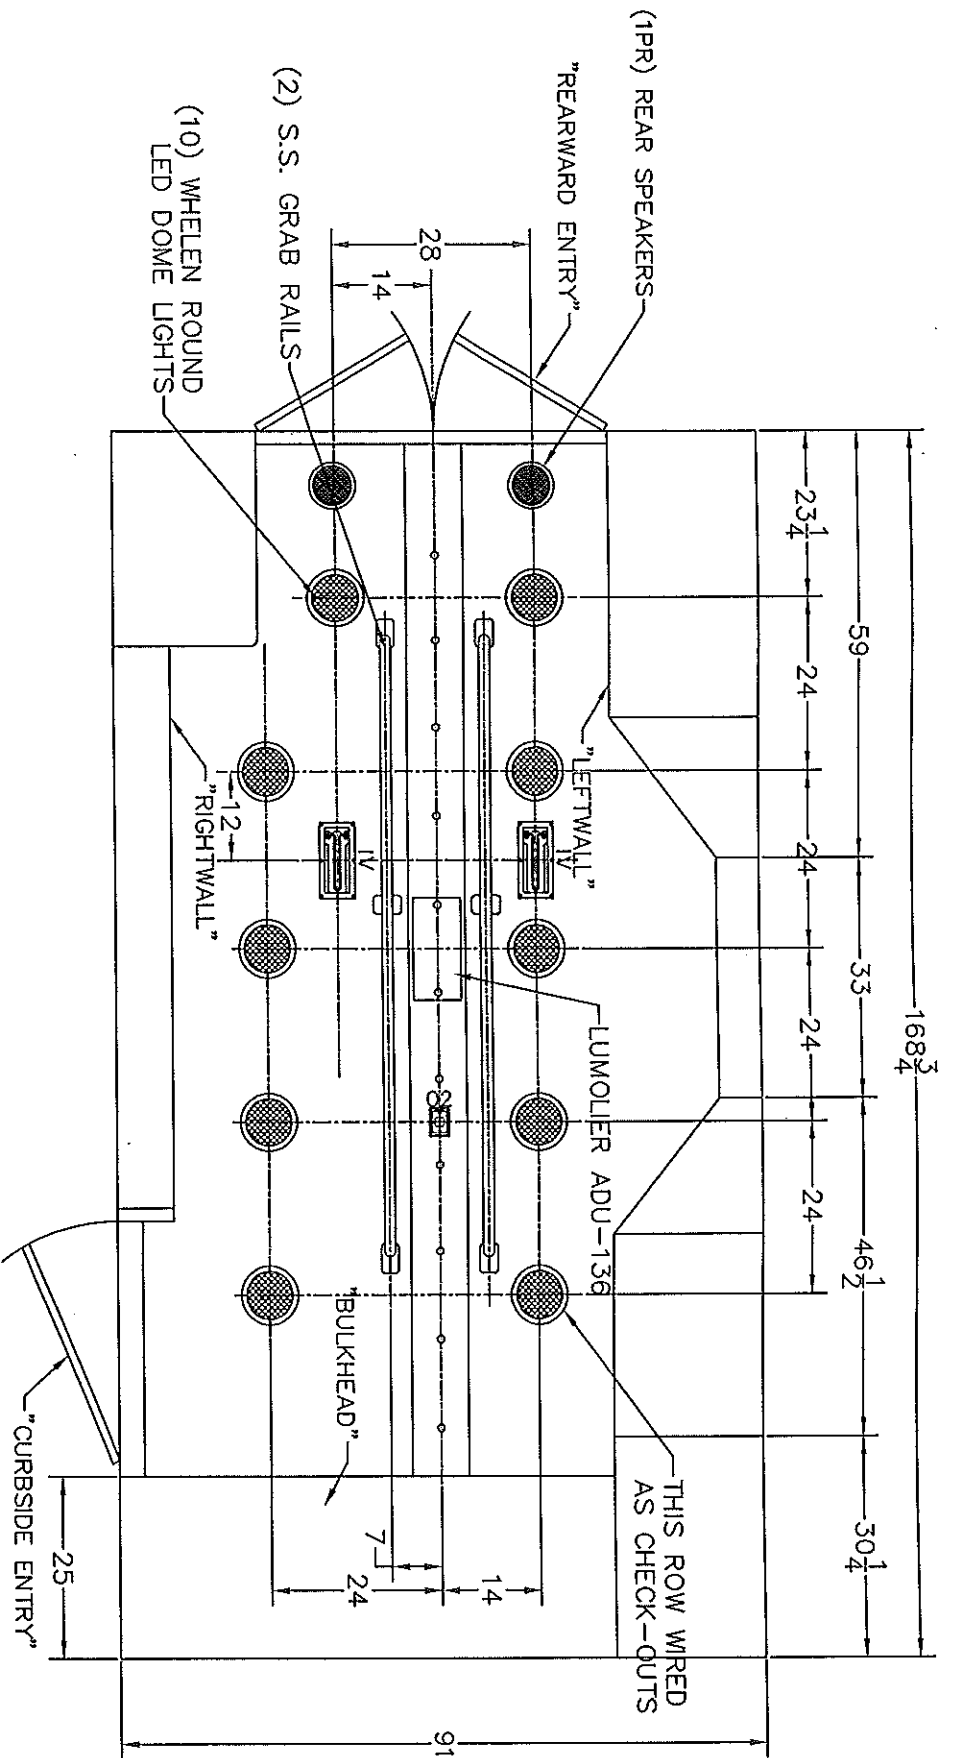 (1PR) REAR SPEAKERS
"REARWARD ENTRY"
(2) S.S. GRAB RAILS
(10) WHELEN ROUND
LED DOME LIGHTS
28
14
168 3/4
59
33
46 1/2
30 1/4
23 1/4
24
24
24
24
"LEFTWALL"
IV
IV
12
"RIGHTWALL"
LUMOLIER ADU-136
O2
"BULKHEAD"
THIS ROW WIRED
AS CHECK-OUTS
7
24
14
25
"CURBSIDE ENTRY"
91